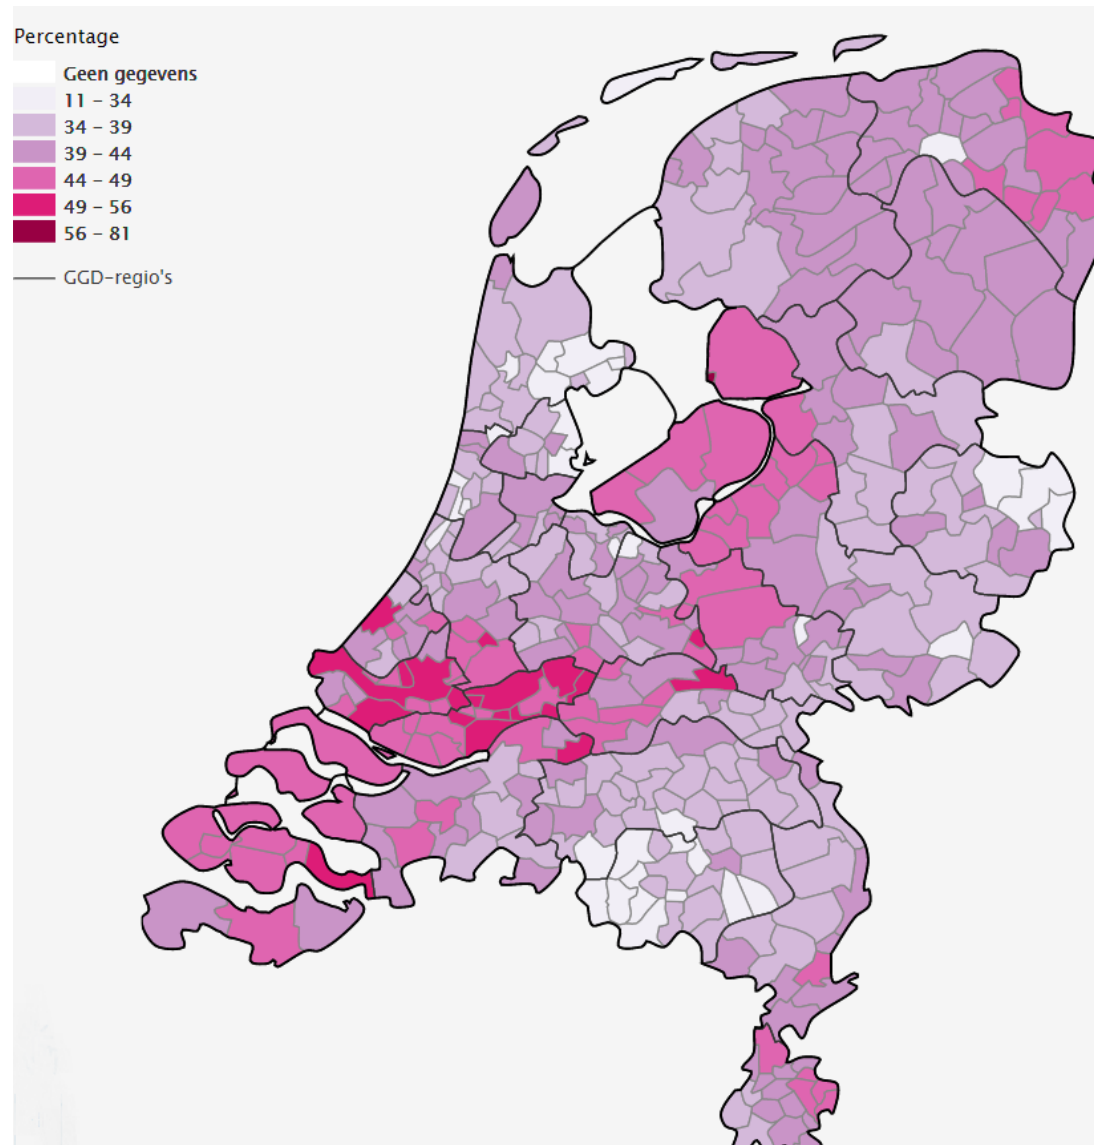 Percentage
Geen gegevens
11 – 34
34 – 39
39 – 44
44 – 49
49 – 56
56 – 81
GGD-regio's